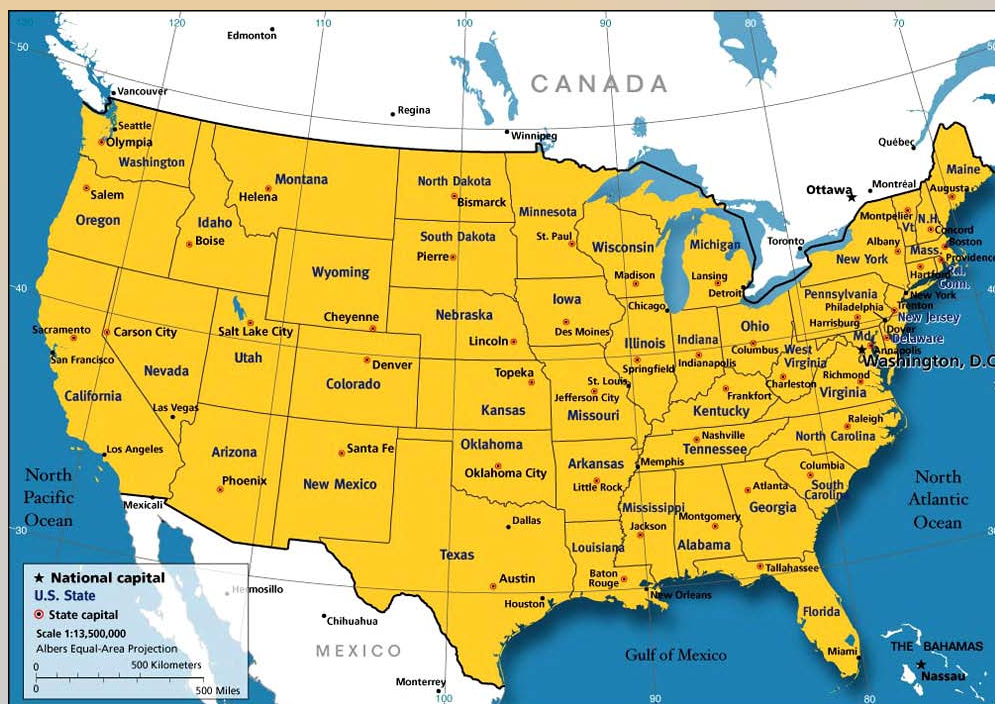 120
110
100
90
80
70
50
Edmonton
CANADA
Vancouver
Regina
Winnipeg
Seattle
Olympia
Washington
Québec
Ottawa
Montréal
Maine
Augusta
Montana
Helena
North Dakota
Bismarck
Minnesota
St. Paul
Salem
Oregon
Idaho
Boise
South Dakota
Pierre
Wisconsin
Madison
Michigan
Lansing
Detroit
Toronto
Montpelier
Vt.
N.H.
Concord
Albany
Boston
Mass.
Providence
New York
Hartford
R.I.
Conn.
Wyoming
Cheyenne
Nebraska
Lincoln
Iowa
Des Moines
Chicago
Pennsylvania
Philadelphia
Harrisburg
New York
Trenton
New Jersey
40
Sacramento
San Francisco
Carson City
Nevada
California
Salt Lake City
Utah
Denver
Colorado
Topeka
Kansas
St. Louis
Jefferson City
Missouri
Illinois
Springfield
Indiana
Indianapolis
Ohio
Columbus
West
Virginia
Charleston
Md.
Dover
Delaware
Annapolis
Washington, D.C
Richmond
Virginia
Frankfort
Kentucky
Las Vegas
Los Angeles
Arizona
Phoenix
Santa Fe
New Mexico
Oklahoma
Oklahoma City
Arkansas
Little Rock
Memphis
Nashville
Tennessee
Raleigh
North Carolina
Columbia
South
Carolina
Atlanta
Georgia
North
Pacific
Ocean
North
Atlantic
Ocean
Mexicali
30
Dallas
Texas
Austin
Houston
Mississippi
Jackson
Louisiana
Baton
Rouge
New Orleans
Montgomery
Alabama
Tallahassee
Florida
Miami
Gulf of Mexico
THE BAHAMAS
Nassau
Hermosillo
Chihuahua
MEXICO
Monterrey
100
90
80
National capital
U.S. State
State capital
Scale 1:13,500,000
Albers Equal-Area Projection
0 500 Kilometers
0 500 Miles